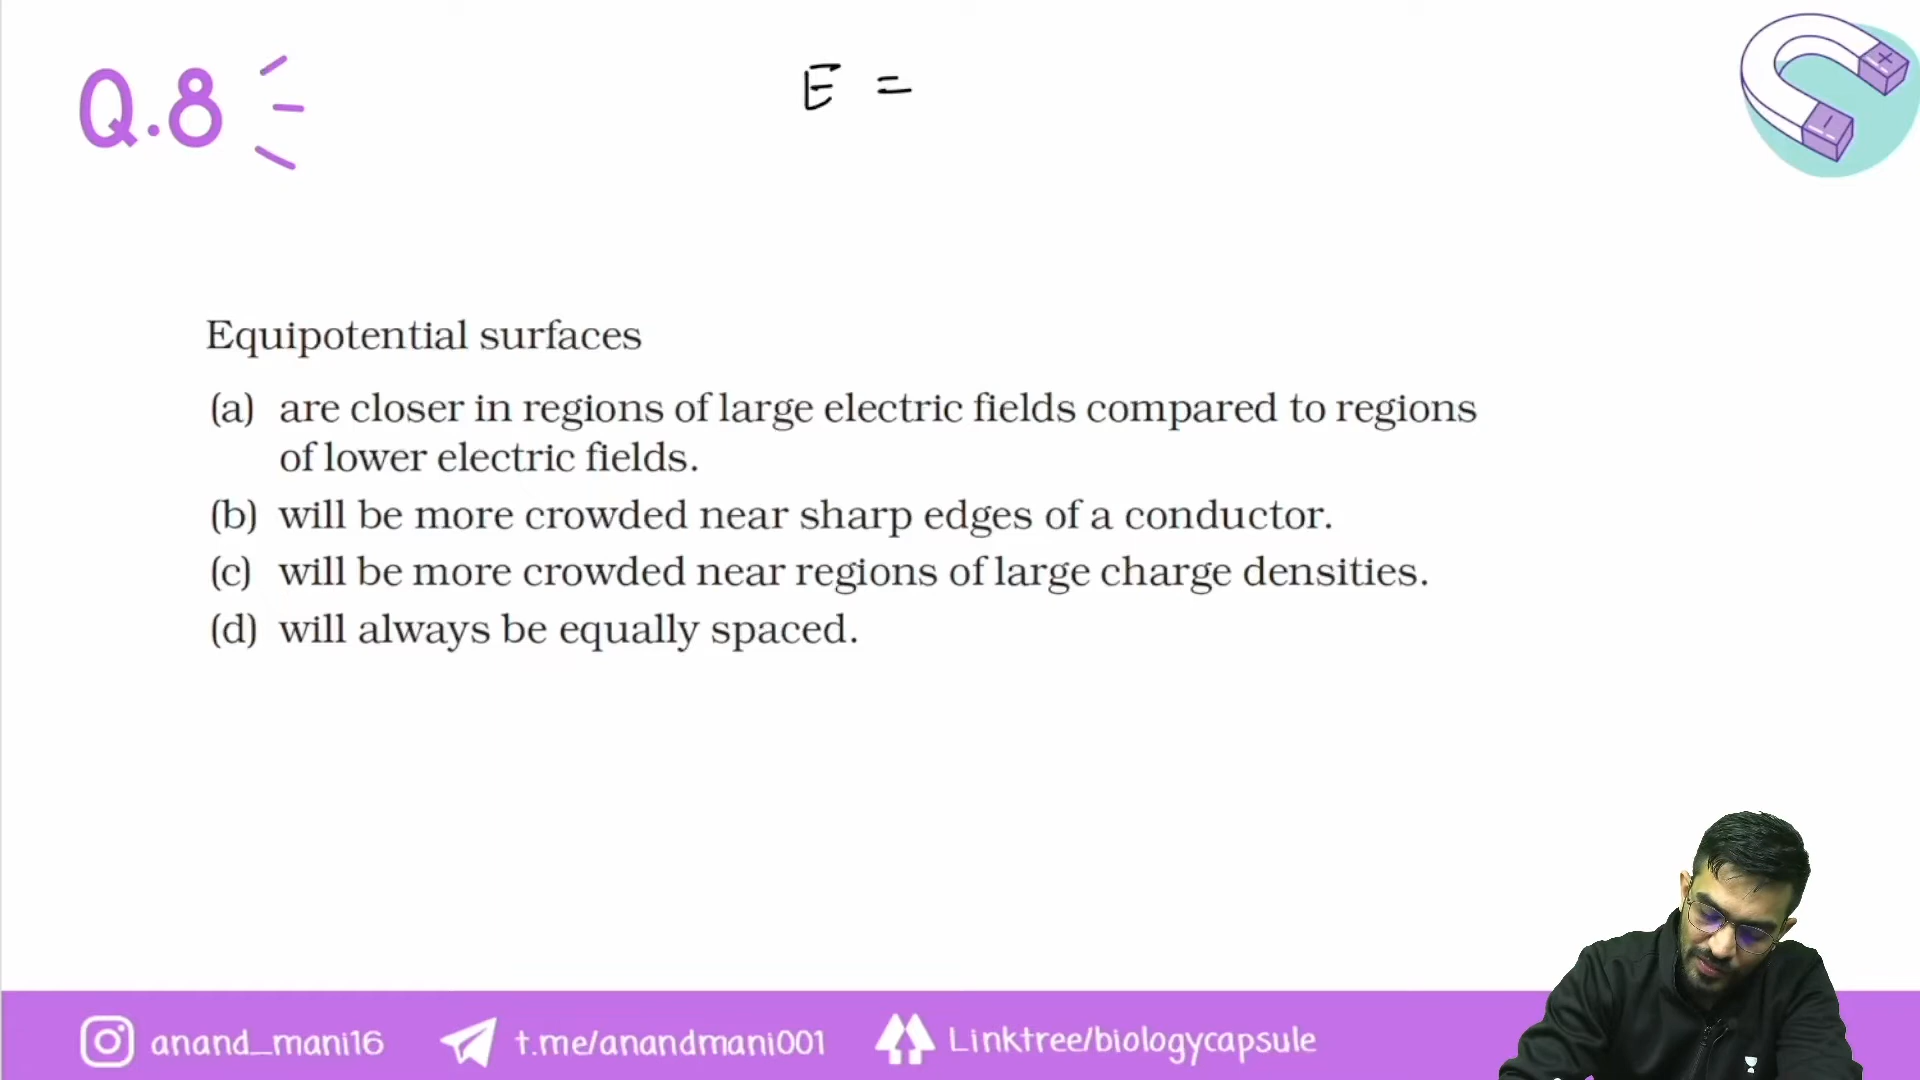 Q.8
E =
Equipotential surfaces
(a) are closer in regions of large electric fields compared to regions
of lower electric fields.
(b) will be more crowded near sharp edges of a conductor.
(c) will be more crowded near regions of large charge densities.
(d) will always be equally spaced.
anand_mani16
t.me/anandmani001
Linktree/biologycapsule